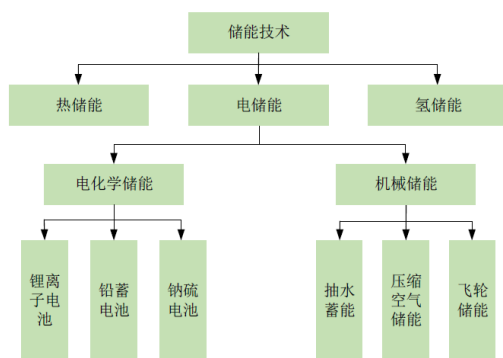 储能技术
热储能
电储能
氢储能
电化学储能
机械储能
锂离
子电
池
铅蓄
电池
钠硫
电池
抽水
蓄能
压缩
空气
储能
飞轮
储能